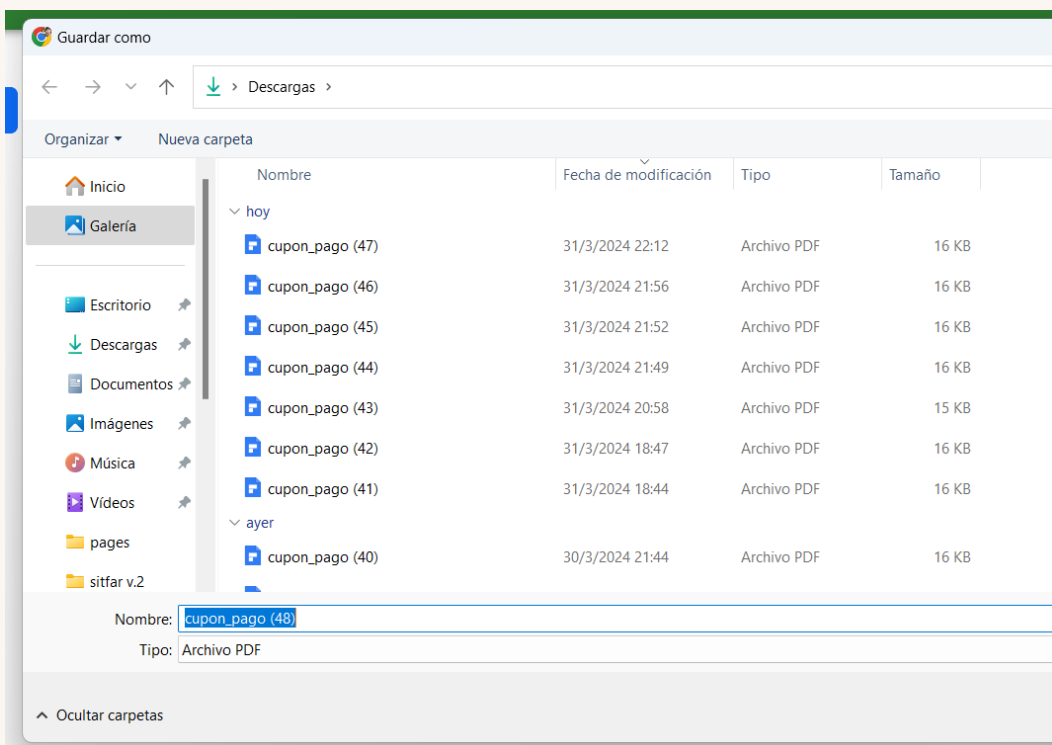 Guardar como
Descargas
Organizar Nueva carpeta
Nombre Fecha de modificación Tipo Tamaño
Inicio
Galería
Escritorio
Descargas
Documentos
Imágenes
Música
Vídeos
pages
sitfar v.2
hoy
cupon_pago (47) 31/3/2024 22:12 Archivo PDF 16 KB
cupon_pago (46) 31/3/2024 21:56 Archivo PDF 16 KB
cupon_pago (45) 31/3/2024 21:52 Archivo PDF 16 KB
cupon_pago (44) 31/3/2024 21:49 Archivo PDF 16 KB
cupon_pago (43) 31/3/2024 20:58 Archivo PDF 15 KB
cupon_pago (42) 31/3/2024 18:47 Archivo PDF 16 KB
cupon_pago (41) 31/3/2024 18:44 Archivo PDF 16 KB
ayer
cupon_pago (40) 30/3/2024 21:44 Archivo PDF 16 KB
Nombre: cupon_pago (48)
Tipo: Archivo PDF
Ocultar carpetas